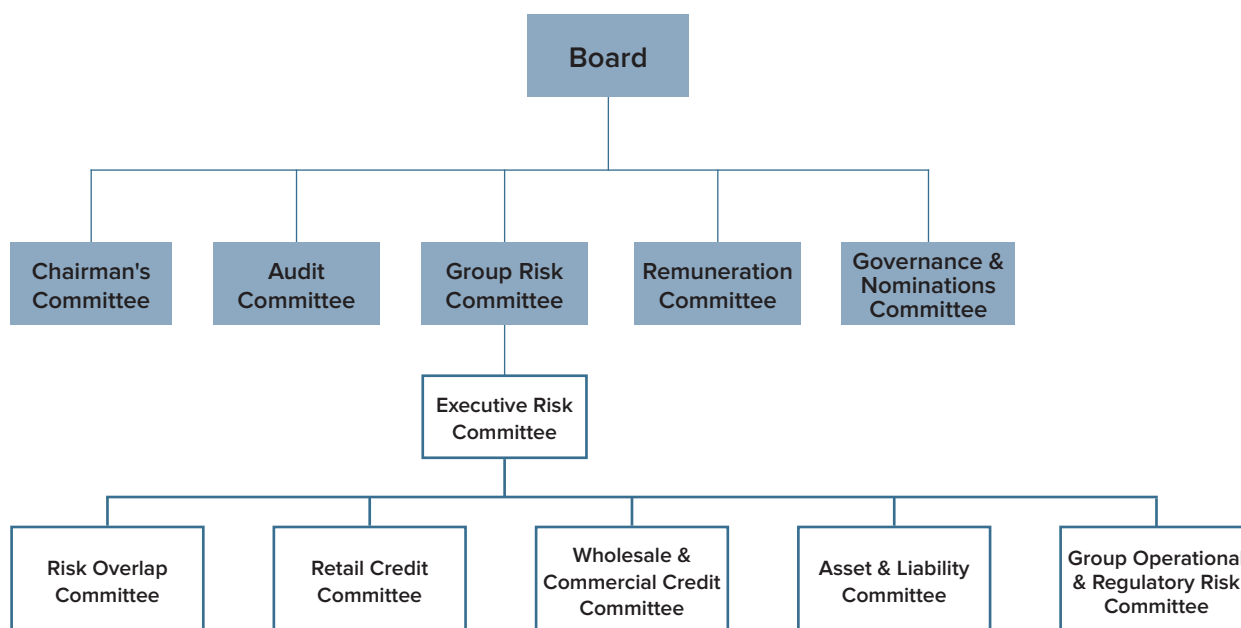 Board
Chairman's
Committee
Audit
Committee
Group Risk
Committee
Remuneration
Committee
Governance &
Nominations
Committee
Executive Risk
Committee
Risk Overlap
Committee
Retail Credit
Committee
Wholesale &
Commercial Credit
Committee
Asset & Liability
Committee
Group Operational
& Regulatory Risk
Committee